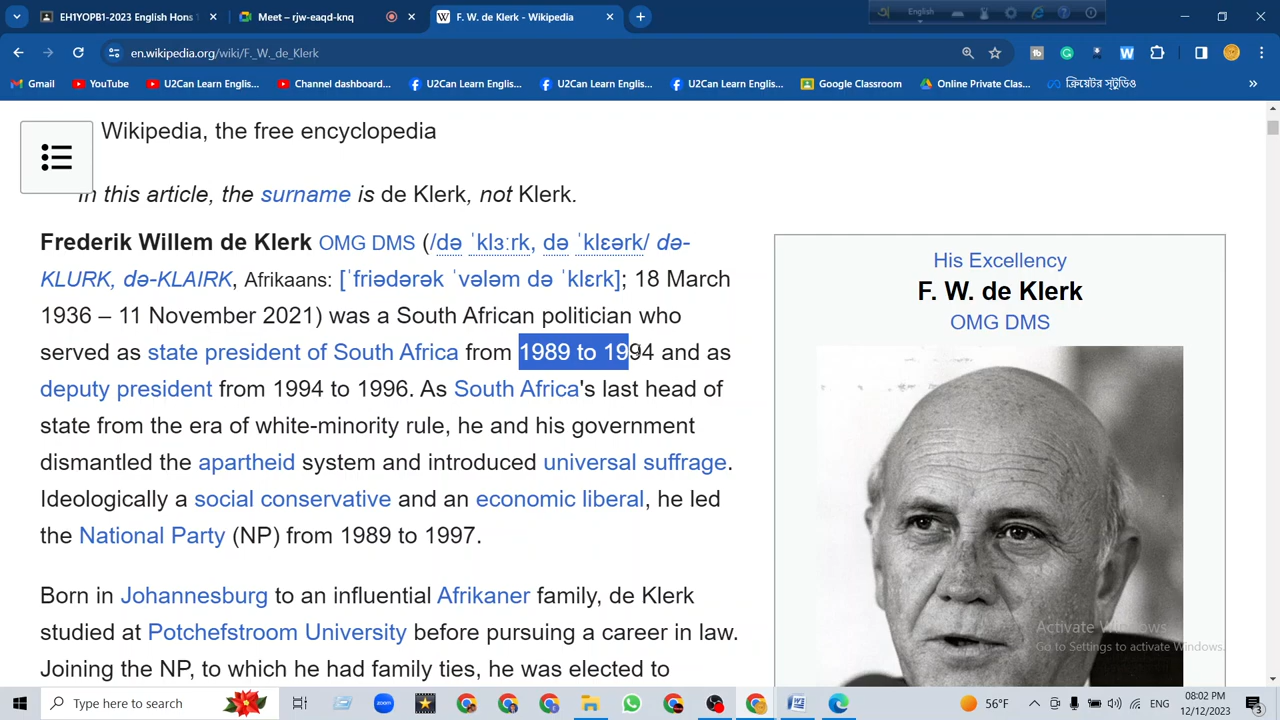 EH1YOPB1-2023 English Hons 1
Meet – rjw-eaqd-knq
F. W. de Klerk - Wikipedia
English
en.wikipedia.org/wiki/F._W._de_Klerk
Gmail
YouTube
U2Can Learn Englis...
Channel dashboard...
U2Can Learn Englis...
U2Can Learn Englis...
U2Can Learn Englis...
Google Classroom
Online Private Clas...
ক্রিয়েটর স্টুডিও
Wikipedia, the free encyclopedia
In this article, the surname is de Klerk, not Klerk.
Frederik Willem de Klerk OMG DMS (/də ˈklɜːrk, də ˈklɛərk/ də-
KLURK, də-KLAIRK, Afrikaans: [ˈfriədərək ˈvələm də ˈklɛrk]; 18 March
1936 – 11 November 2021) was a South African politician who
served as state president of South Africa from 1989 to 1994 and as
deputy president from 1994 to 1996. As South Africa's last head of
state from the era of white-minority rule, he and his government
dismantled the apartheid system and introduced universal suffrage.
Ideologically a social conservative and an economic liberal, he led
the National Party (NP) from 1989 to 1997.
Born in Johannesburg to an influential Afrikaner family, de Klerk
studied at Potchefstroom University before pursuing a career in law.
Joining the NP, to which he had family ties, he was elected to
His Excellency
F. W. de Klerk
OMG DMS
Activate Windows
Go to Settings to activate Windows.
Type here to search
56°F
ENG
08:02 PM
12/12/2023
3